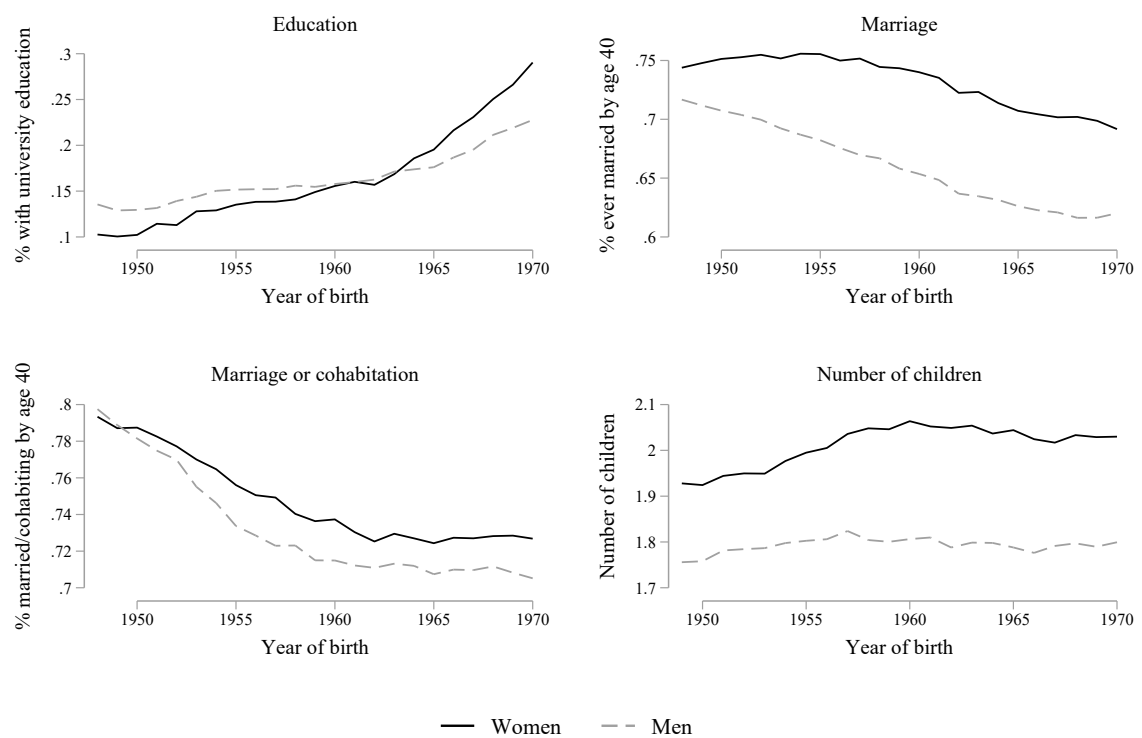 Education
% with university education
.3
.25
.2
.15
.1
1950 1955 1960 1965 1970
Year of birth
Marriage
% ever married by age 40
.75
.7
.65
.6
1950 1955 1960 1965 1970
Year of birth
Marriage or cohabitation
% married/cohabiting by age 40
.8
.78
.76
.74
.72
.7
1950 1955 1960 1965 1970
Year of birth
Number of children
Number of children
2.1
2
1.9
1.8
1.7
1950 1955 1960 1965 1970
Year of birth
Women Men